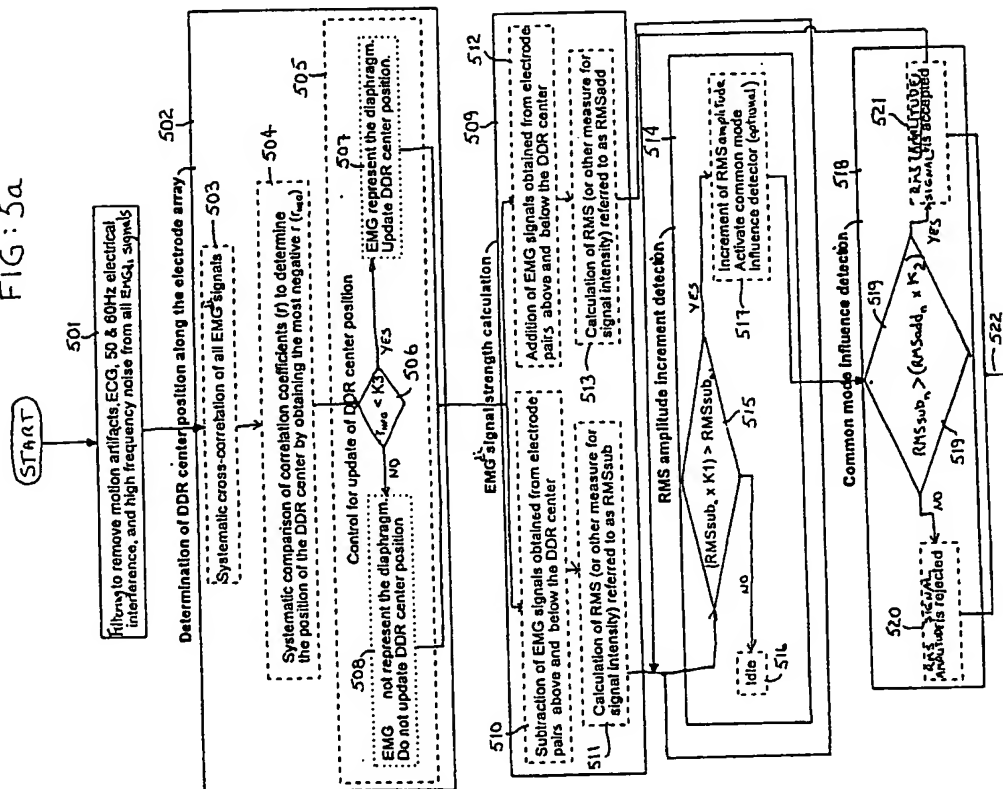 FIG : 5a
START
501
Filtring to remove motion artifacts, ECG, 50 & 60Hz electrical
interference, and high frequency noise from all EMGdi signals
502
Determination of DDR center position along the electrode array
503
Systematic cross-correlation of all EMGdi signals
504
Systematic comparison of correlation coefficients (r) to determine
the position of the DDR center by obtaining the most negative r (rneg)
505
Control for update of DDR center position
508
EMG not represent the diaphragm.
Do not update DDR center position
NO
rneg < K3
506
YES
507
EMG represent the diaphragm.
Update DDR center position.
509
EMGdi signal strength calculation
510
Subtraction of EMG signals obtained from electrode
pairs above and below the DDR center
511
Calculation of RMS (or other measure for
signal intensity) referred to as RMSsub
512
Addition of EMG signals obtained from electrode
pairs above and below the DDR center
513
Calculation of RMS (or other measure for
signal intensity) referred to as RMSadd
514
RMS amplitude increment detection
(RMSsubn x K1) > RMSsubn-1
515
NO
Idle
516
YES
Increment of RMS amplitude
Activate common mode
influence detector (optional)
517
518
Common mode influence detection
519
RMSsubn > (RMSaddn x K2)
519
NO
520
RMS SIGNAL
AMPLITUDE is rejected
YES
521
RMS AMPLITUDE
SIGNAL is accepted
522